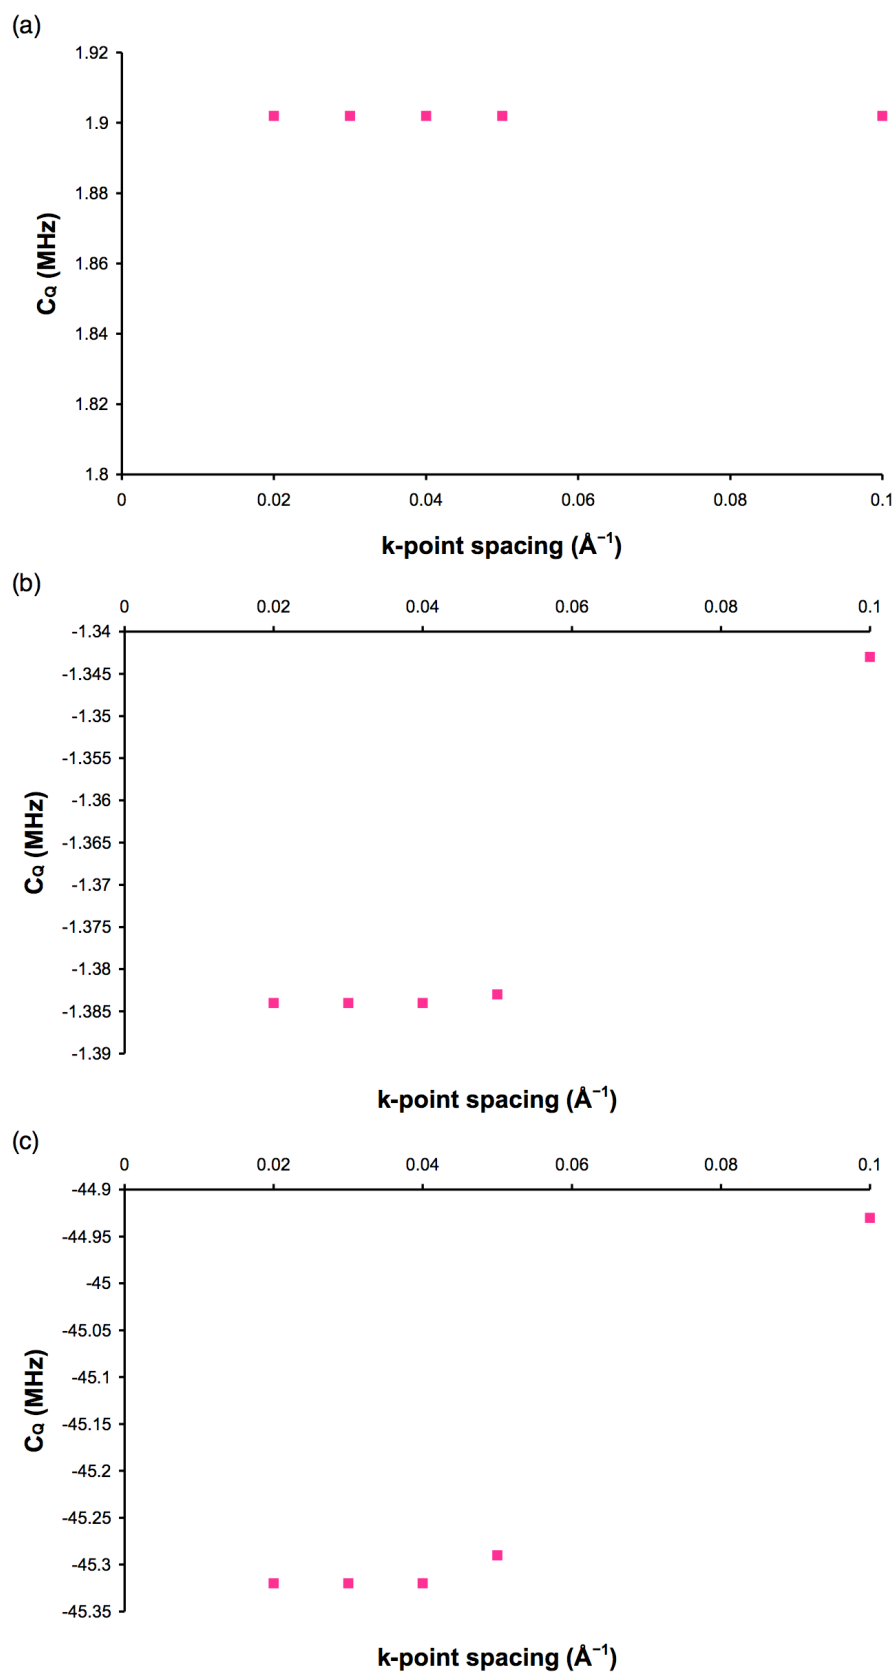 (a)
1.92
1.9
1.88
1.86
1.84
1.82
1.8
C_Q (MHz)
0 0.02 0.04 0.06 0.08 0.1
k-point spacing (Å⁻¹)
(b)
0 0.02 0.04 0.06 0.08 0.1
-1.34
-1.345
-1.35
-1.355
-1.36
-1.365
-1.37
-1.375
-1.38
-1.385
-1.39
C_Q (MHz)
k-point spacing (Å⁻¹)
(c)
0 0.02 0.04 0.06 0.08 0.1
-44.9
-44.95
-45
-45.05
-45.1
-45.15
-45.2
-45.25
-45.3
-45.35
C_Q (MHz)
k-point spacing (Å⁻¹)